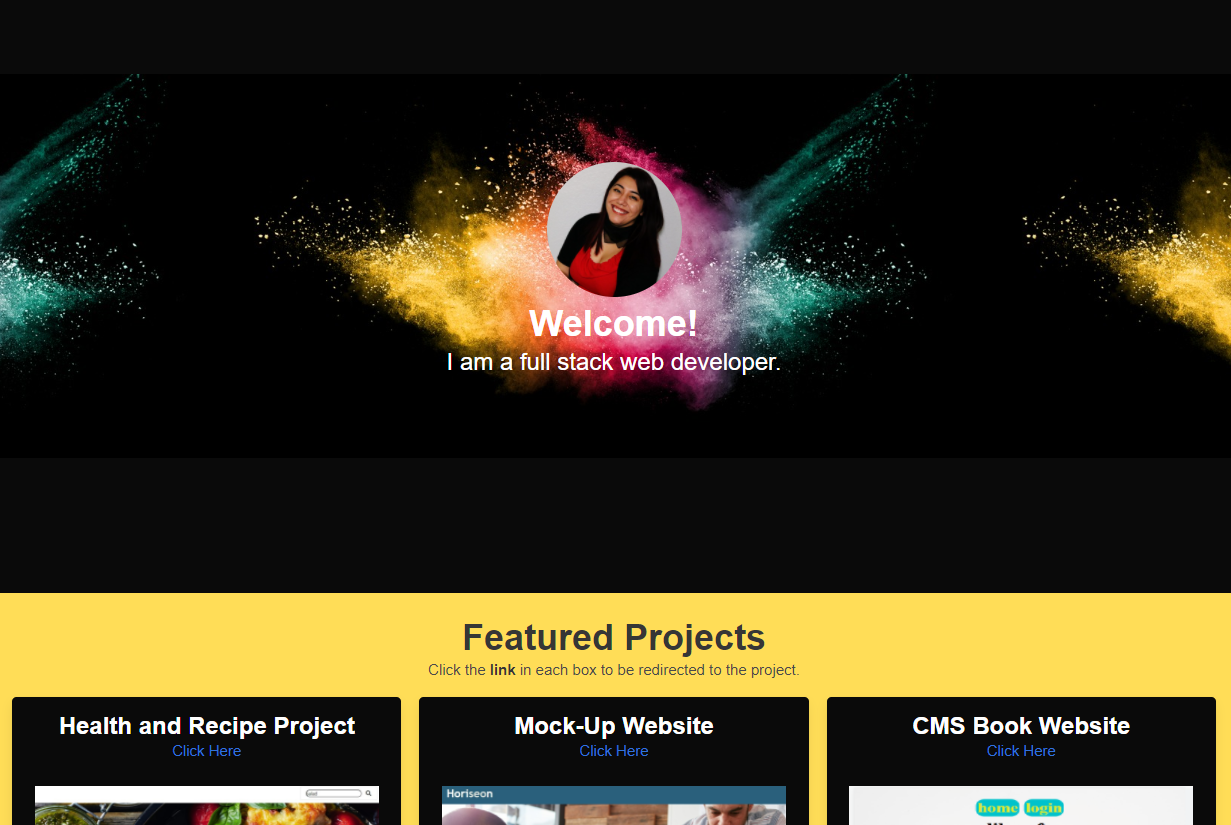 Welcome!
I am a full stack web developer.
Featured Projects
Click the link in each box to be redirected to the project.
Health and Recipe Project
Click Here
Mock-Up Website
Click Here
CMS Book Website
Click Here
Horiseon
home login